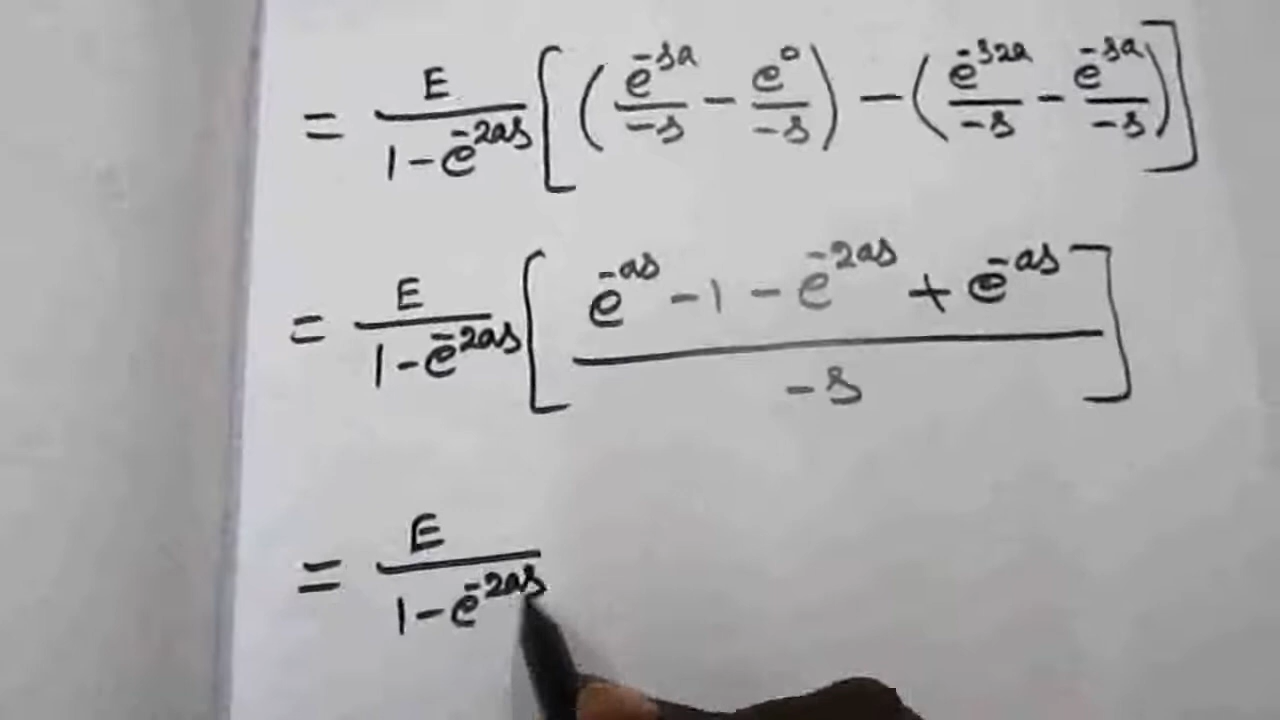 = E/(1-e^{-2as}) [(e^{-sa}/-s - e^0/-s) - (e^{-s2a}/-s - e^{-sa}/-s)]
= E/(1-e^{-2as}) [(e^{-as} - 1 - e^{-2as} + e^{-as})/-s]
= E/(1-e^{-2as})